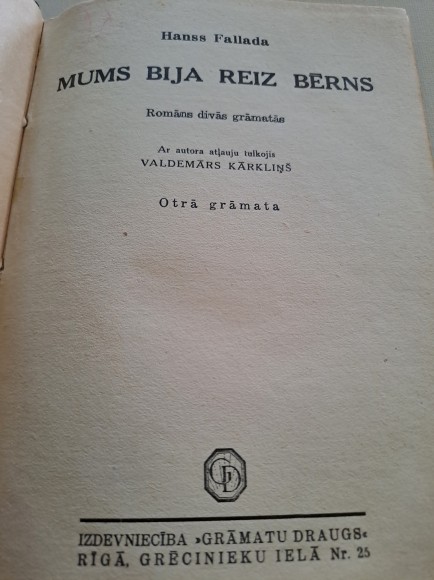 Hanss Fallada
MUMS BIJA REIZ BĒRNS
Romāns divās grāmatās
Ar autora atļauju tulkojis
VALDEMĀRS KĀRKLIŅŠ
Otrā grāmata
GD
IZDEVNIECĪBA »GRĀMATU DRAUGS«
RĪGĀ, GRĒCINIEKU IELĀ Nr. 25